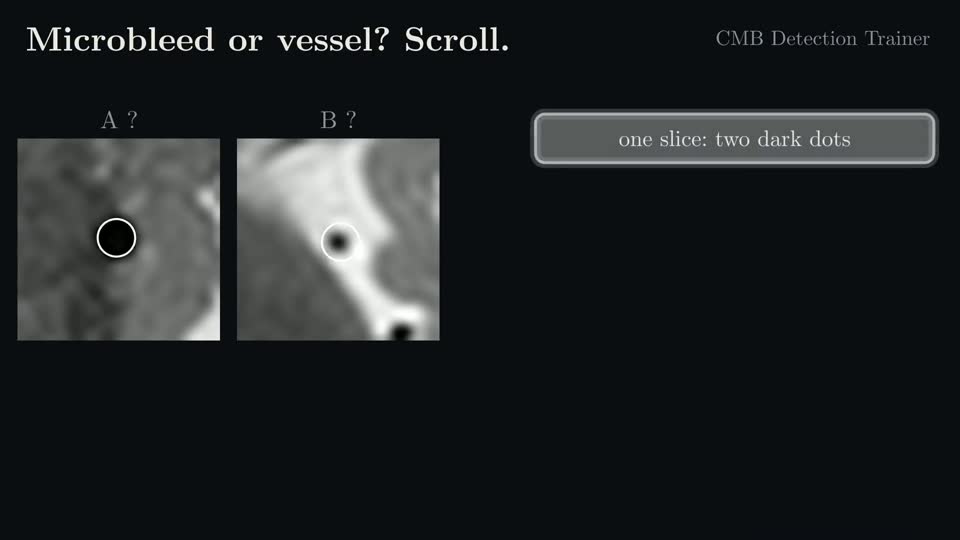 Microbleed or vessel? Scroll.
CMB Detection Trainer
A ?
B ?
one slice: two dark dots